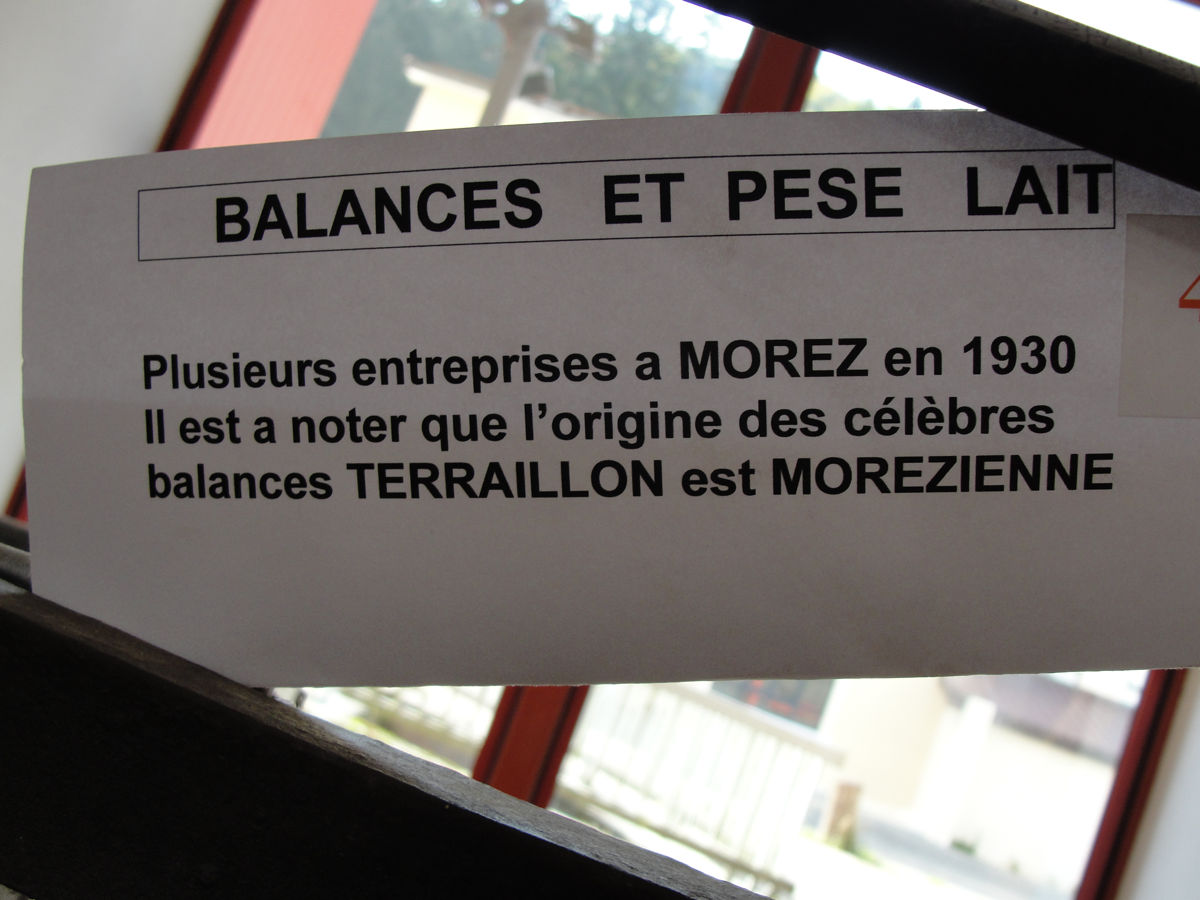 BALANCES ET PESE LAIT
Plusieurs entreprises a MOREZ en 1930
Il est a noter que l’origine des célèbres
balances TERRAILLON est MOREZIENNE